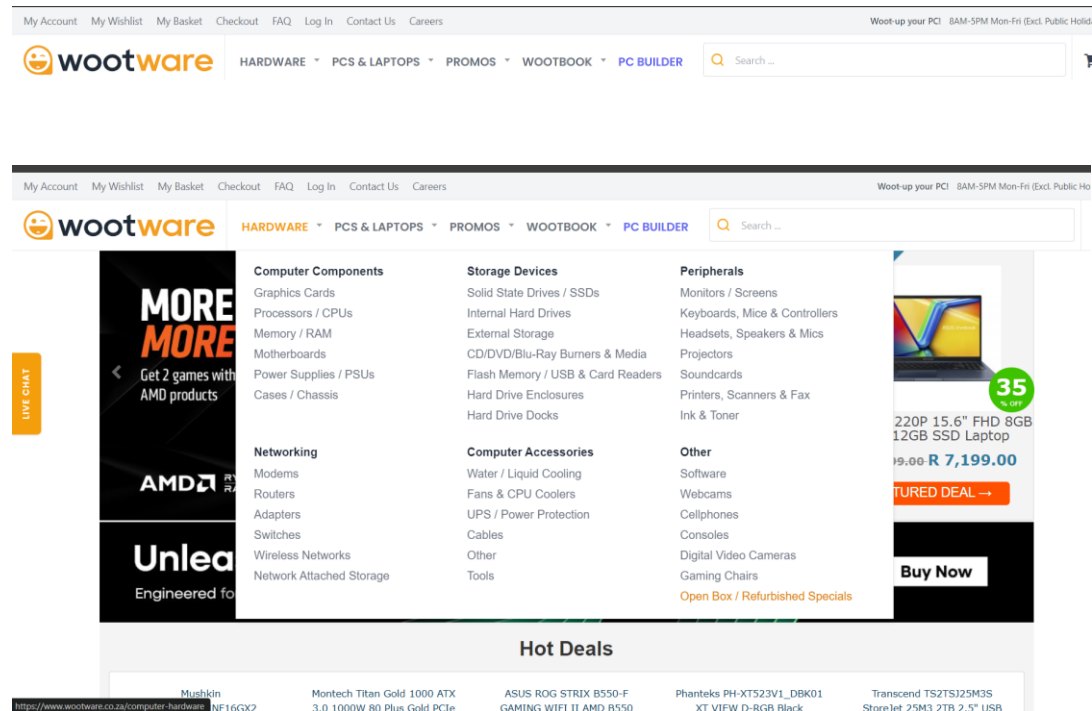 My Account My Wishlist My Basket Checkout FAQ Log In Contact Us Careers
Woot-up your PC! 8AM-5PM Mon-Fri (Excl. Public
wootware
HARDWARE PCS & LAPTOPS PROMOS WOOTBOOK PC BUILDER
Search ...
My Account My Wishlist My Basket Checkout FAQ Log In Contact Us Careers
Woot-up your PC! 8AM-5PM Mon-Fri (Excl. Public
wootware
HARDWARE PCS & LAPTOPS PROMOS WOOTBOOK PC BUILDER
Search ...
LIVE CHAT
MORE
MORE
Get 2 games with
AMD products
AMD
Computer Components
Graphics Cards
Processors / CPUs
Memory / RAM
Motherboards
Power Supplies / PSUs
Cases / Chassis
Storage Devices
Solid State Drives / SSDs
Internal Hard Drives
External Storage
CD/DVD/Blu-Ray Burners & Media
Flash Memory / USB & Card Readers
Hard Drive Enclosures
Hard Drive Docks
Peripherals
Monitors / Screens
Keyboards, Mice & Controllers
Headsets, Speakers & Mics
Projectors
Soundcards
Printers, Scanners & Fax
Ink & Toner
Networking
Modems
Routers
Adapters
Switches
Wireless Networks
Network Attached Storage
Computer Accessories
Water / Liquid Cooling
Fans & CPU Coolers
UPS / Power Protection
Cables
Other
Tools
Other
Software
Webcams
Cellphones
Consoles
Digital Video Cameras
Gaming Chairs
Open Box / Refurbished Specials
35
% OFF
220P 15.6" FHD 8GB
12GB SSD Laptop
R 7,199.00
TURED DEAL →
Unlea
Engineered fo
Buy Now
Hot Deals
Mushkin
NF16GX2
Montech Titan Gold 1000 ATX
3.0 1000W 80 Plus Gold PCIe
ASUS ROG STRIX B550-F
GAMING WIFI II AMD B550
Phanteks PH-XT523V1_DBK01
XT VIEW D-RGB Black
Transcend TS2TSJ25M3S
StoreJet 25M3 2TB 2.5" USB
https://www.wootware.co.za/computer-hardware